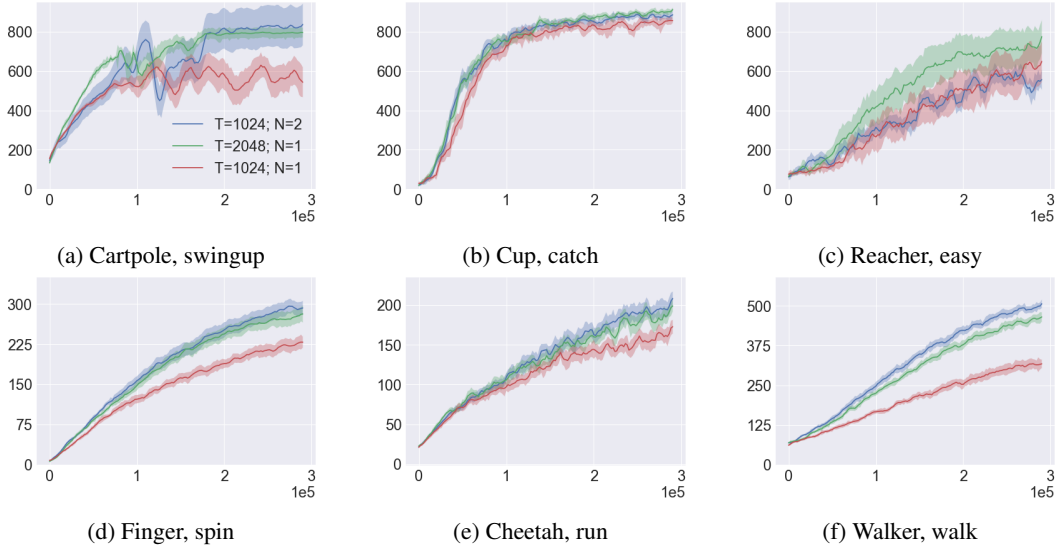 800
600
400
200
0
T=1024; N=2
T=2048; N=1
T=1024; N=1
0 1 2 3
1e5
(a) Cartpole, swingup
800
600
400
200
0
0 1 2 3
1e5
(b) Cup, catch
800
600
400
200
0
0 1 2 3
1e5
(c) Reacher, easy
300
225
150
75
0
0 1 2 3
1e5
(d) Finger, spin
200
150
100
50
0
0 1 2 3
1e5
(e) Cheetah, run
500
375
250
125
0
0 1 2 3
1e5
(f) Walker, walk